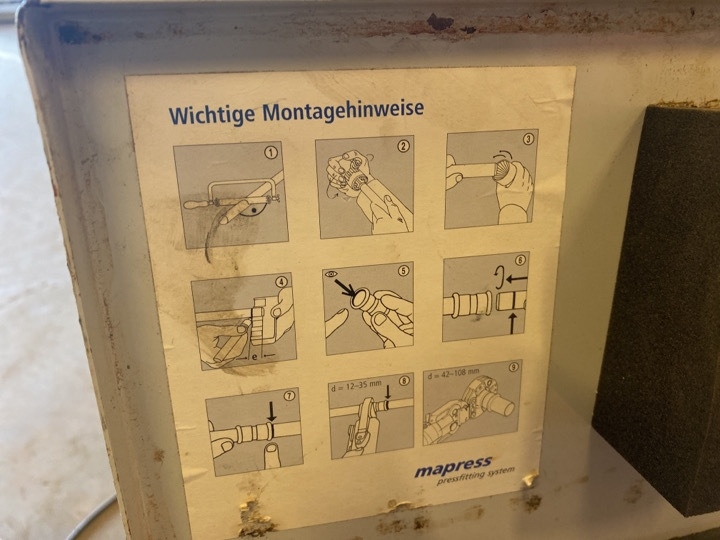 Wichtige Montagehinweise
1
2
3
4
e
5
6
7
d = 12–35 mm 8
d = 42–108 mm 9
mapress
pressfitting system